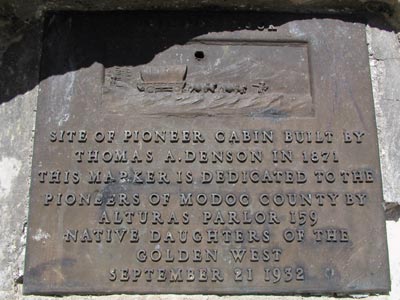 SITE OF PIONEER CABIN BUILT BY
THOMAS A. DENSON IN 1871
THIS MARKER IS DEDICATED TO THE
PIONEERS OF MODOC COUNTY BY
ALTURAS PARLOR 159
NATIVE DAUGHTERS OF THE
GOLDEN WEST
SEPTEMBER 21 1932